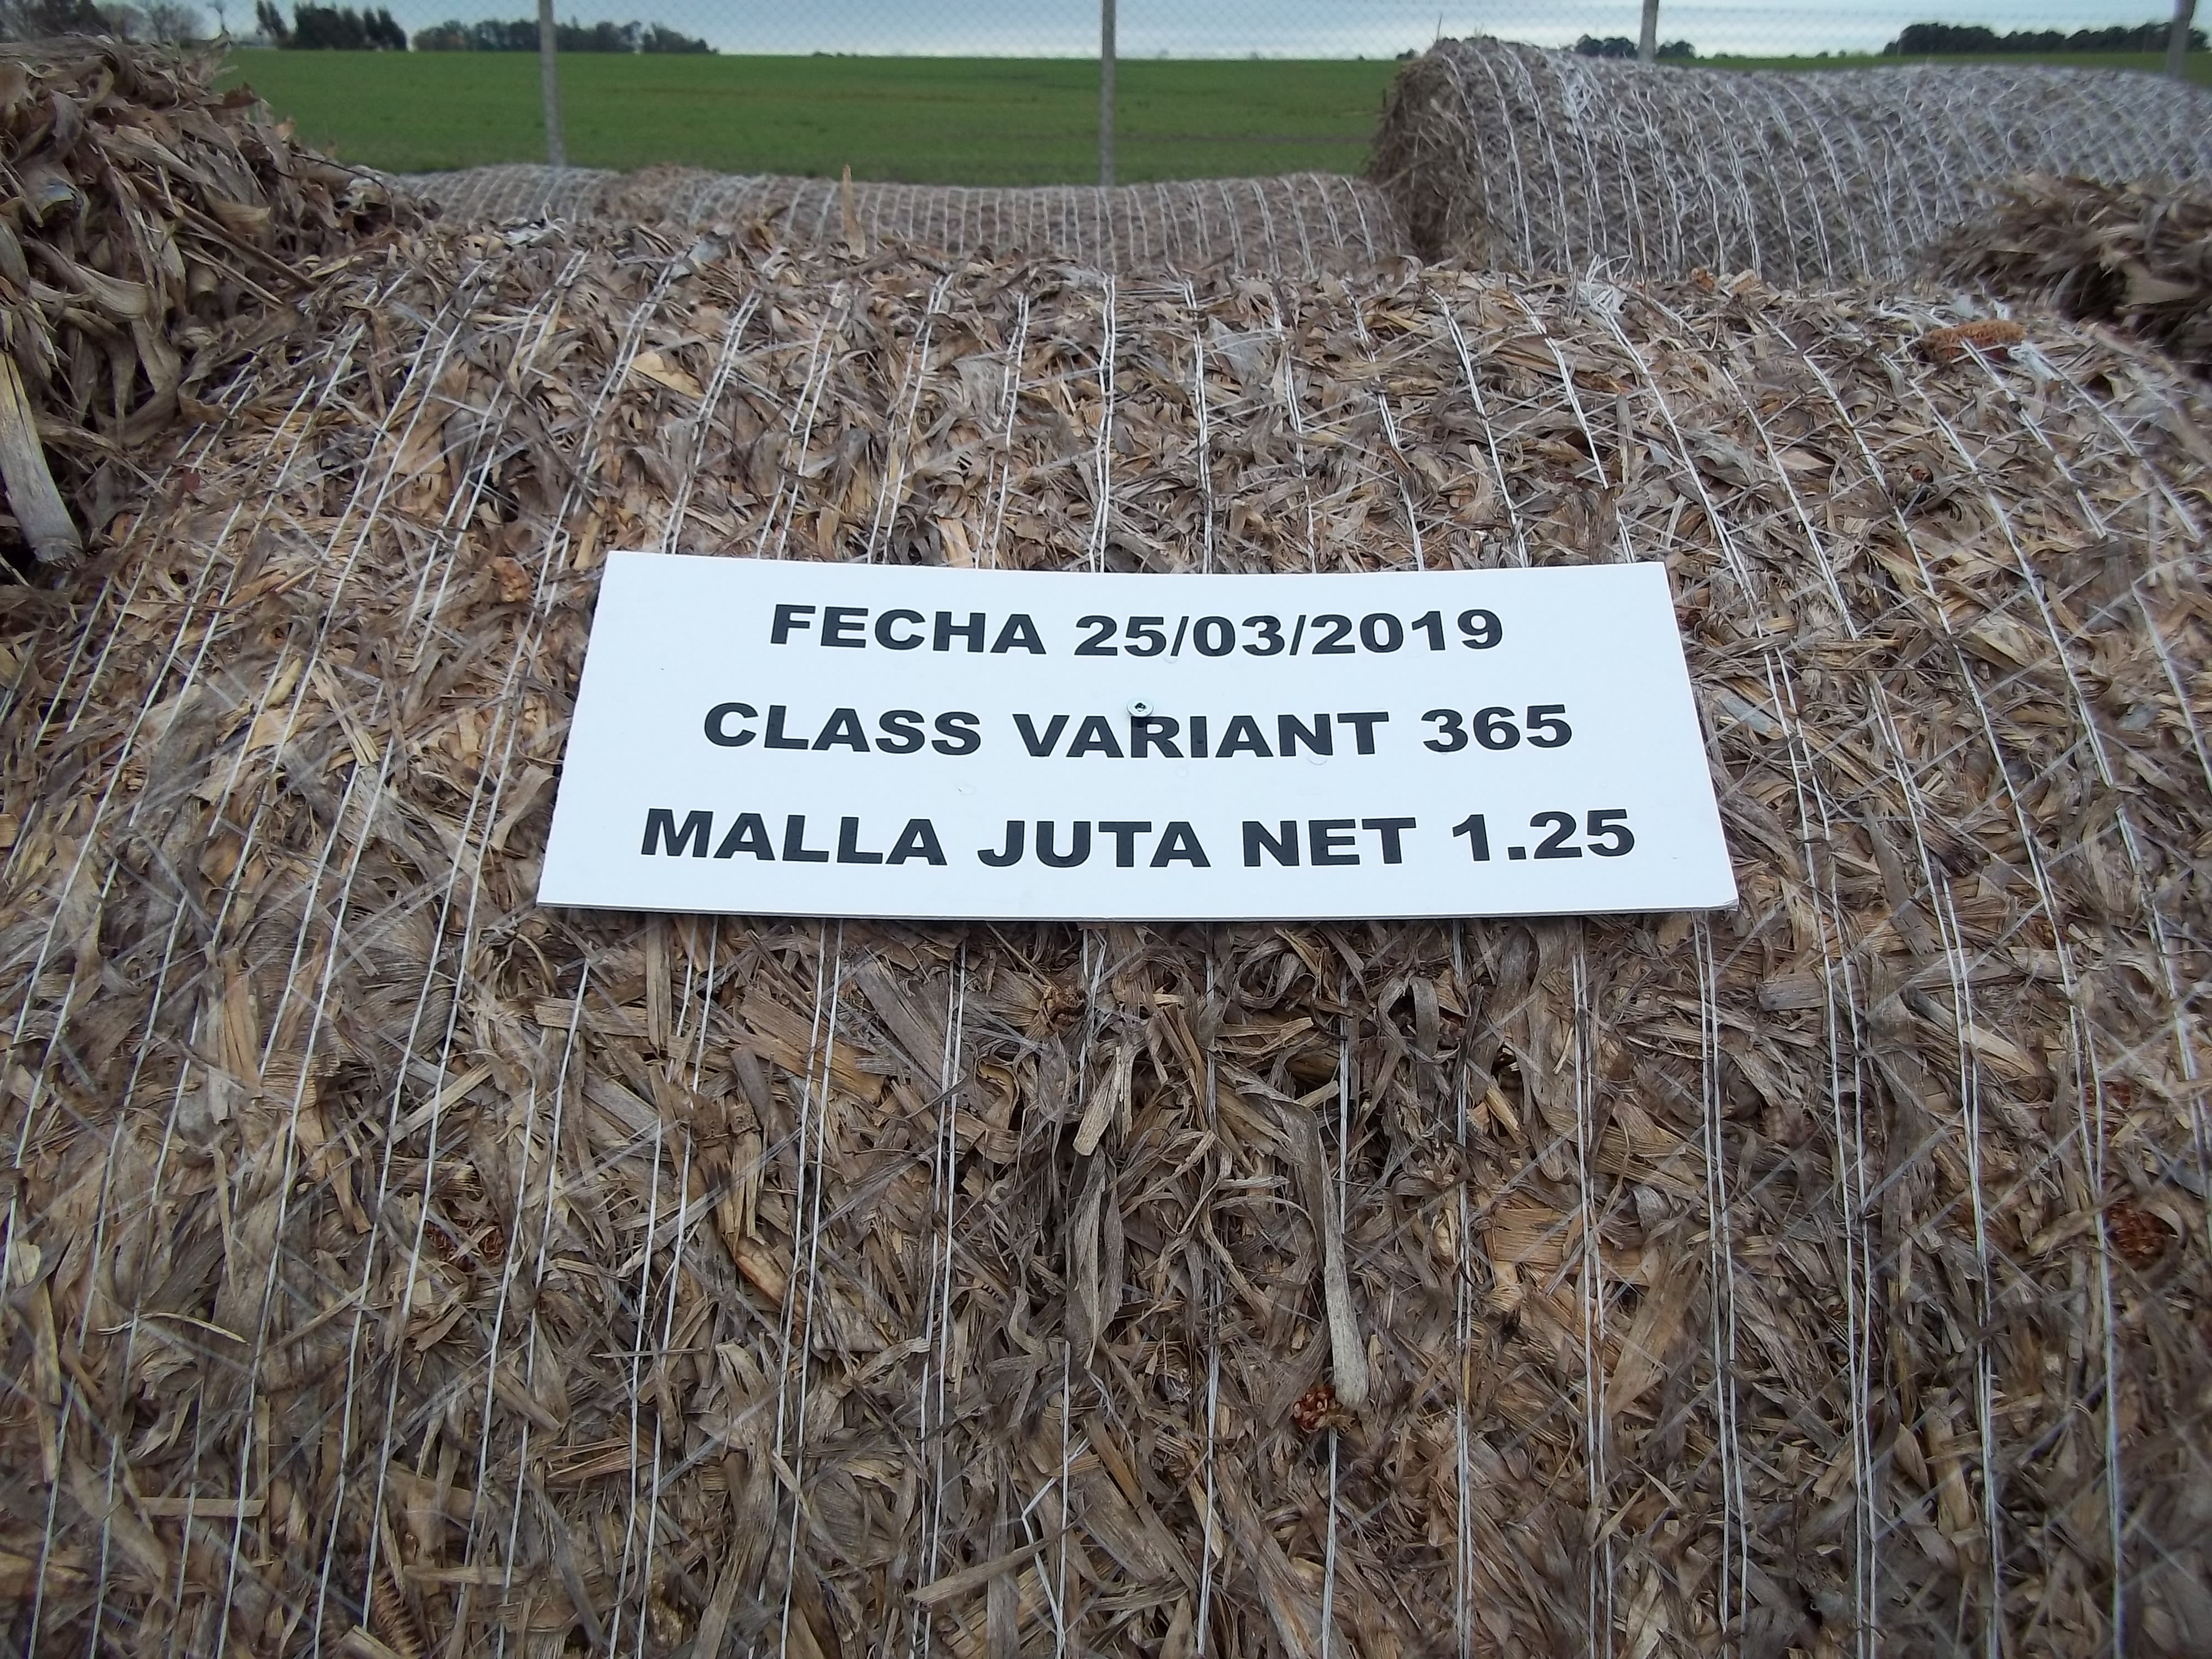 FECHA 25/03/2019
CLASS VARIANT 365
MALLA JUTA NET 1.25